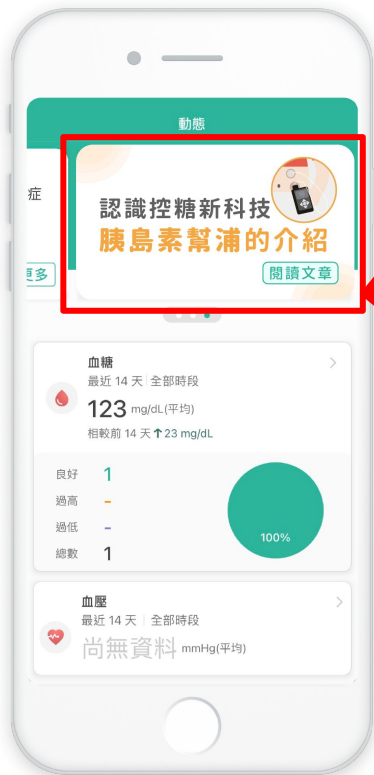 動態
症
更多
認識控糖新科技
胰島素幫浦的介紹
閱讀文章
血糖
最近 14 天 全部時段
123 mg/dL(平均)
相較前 14 天 ↑ 23 mg/dL
良好 1
過高 -
過低 -
總數 1
100%
血壓
最近 14 天 全部時段
尚無資料 mmHg(平均)